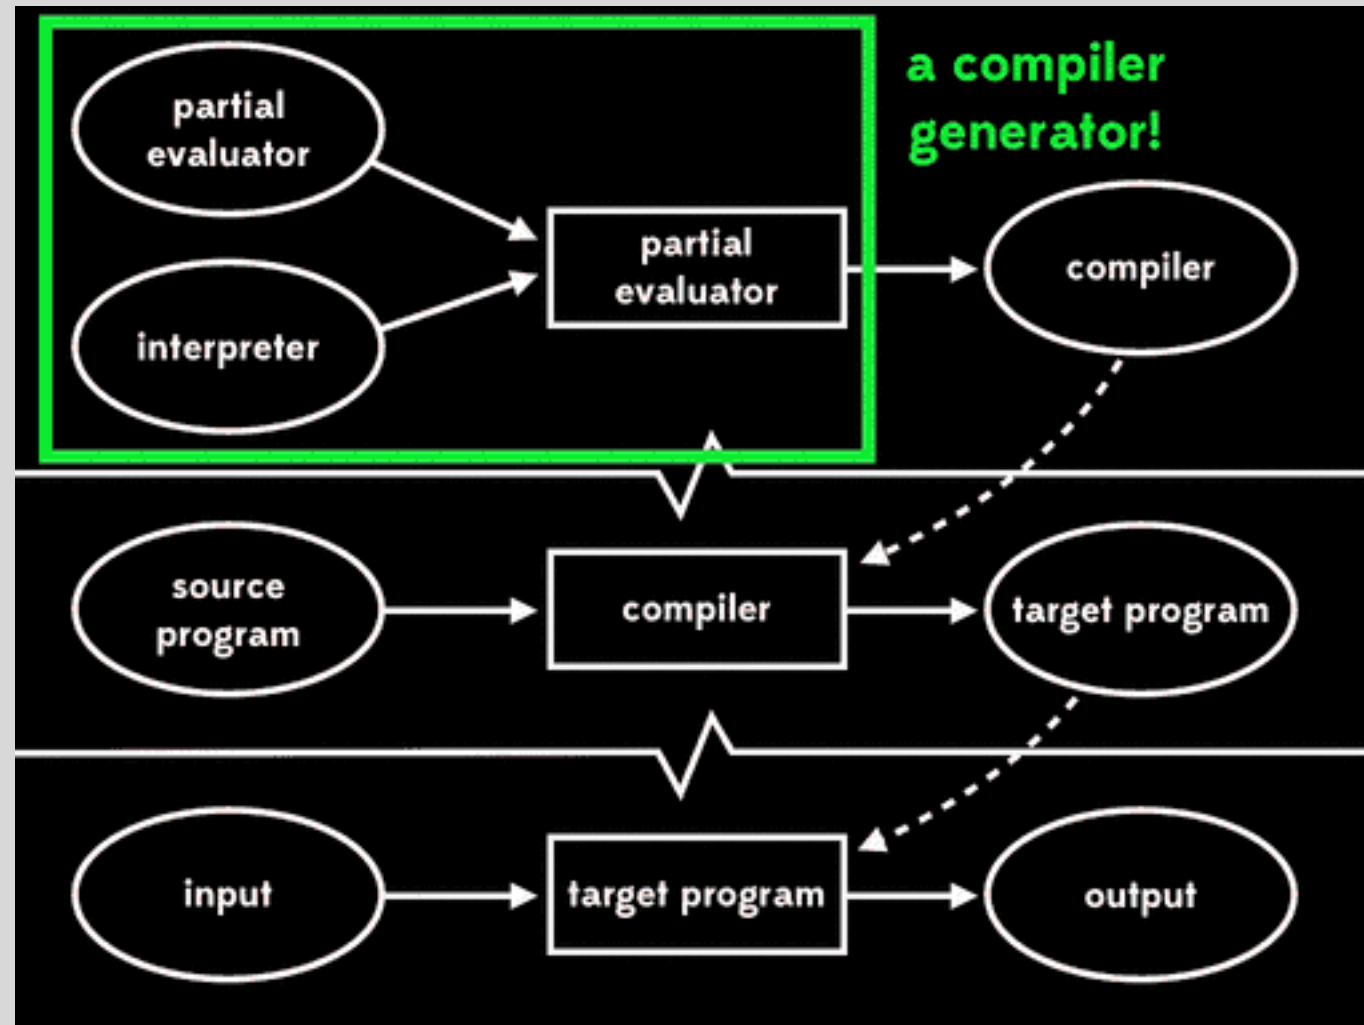 a compiler
generator!
partial
evaluator
interpreter
partial
evaluator
compiler
source
program
compiler
target program
input
target program
output